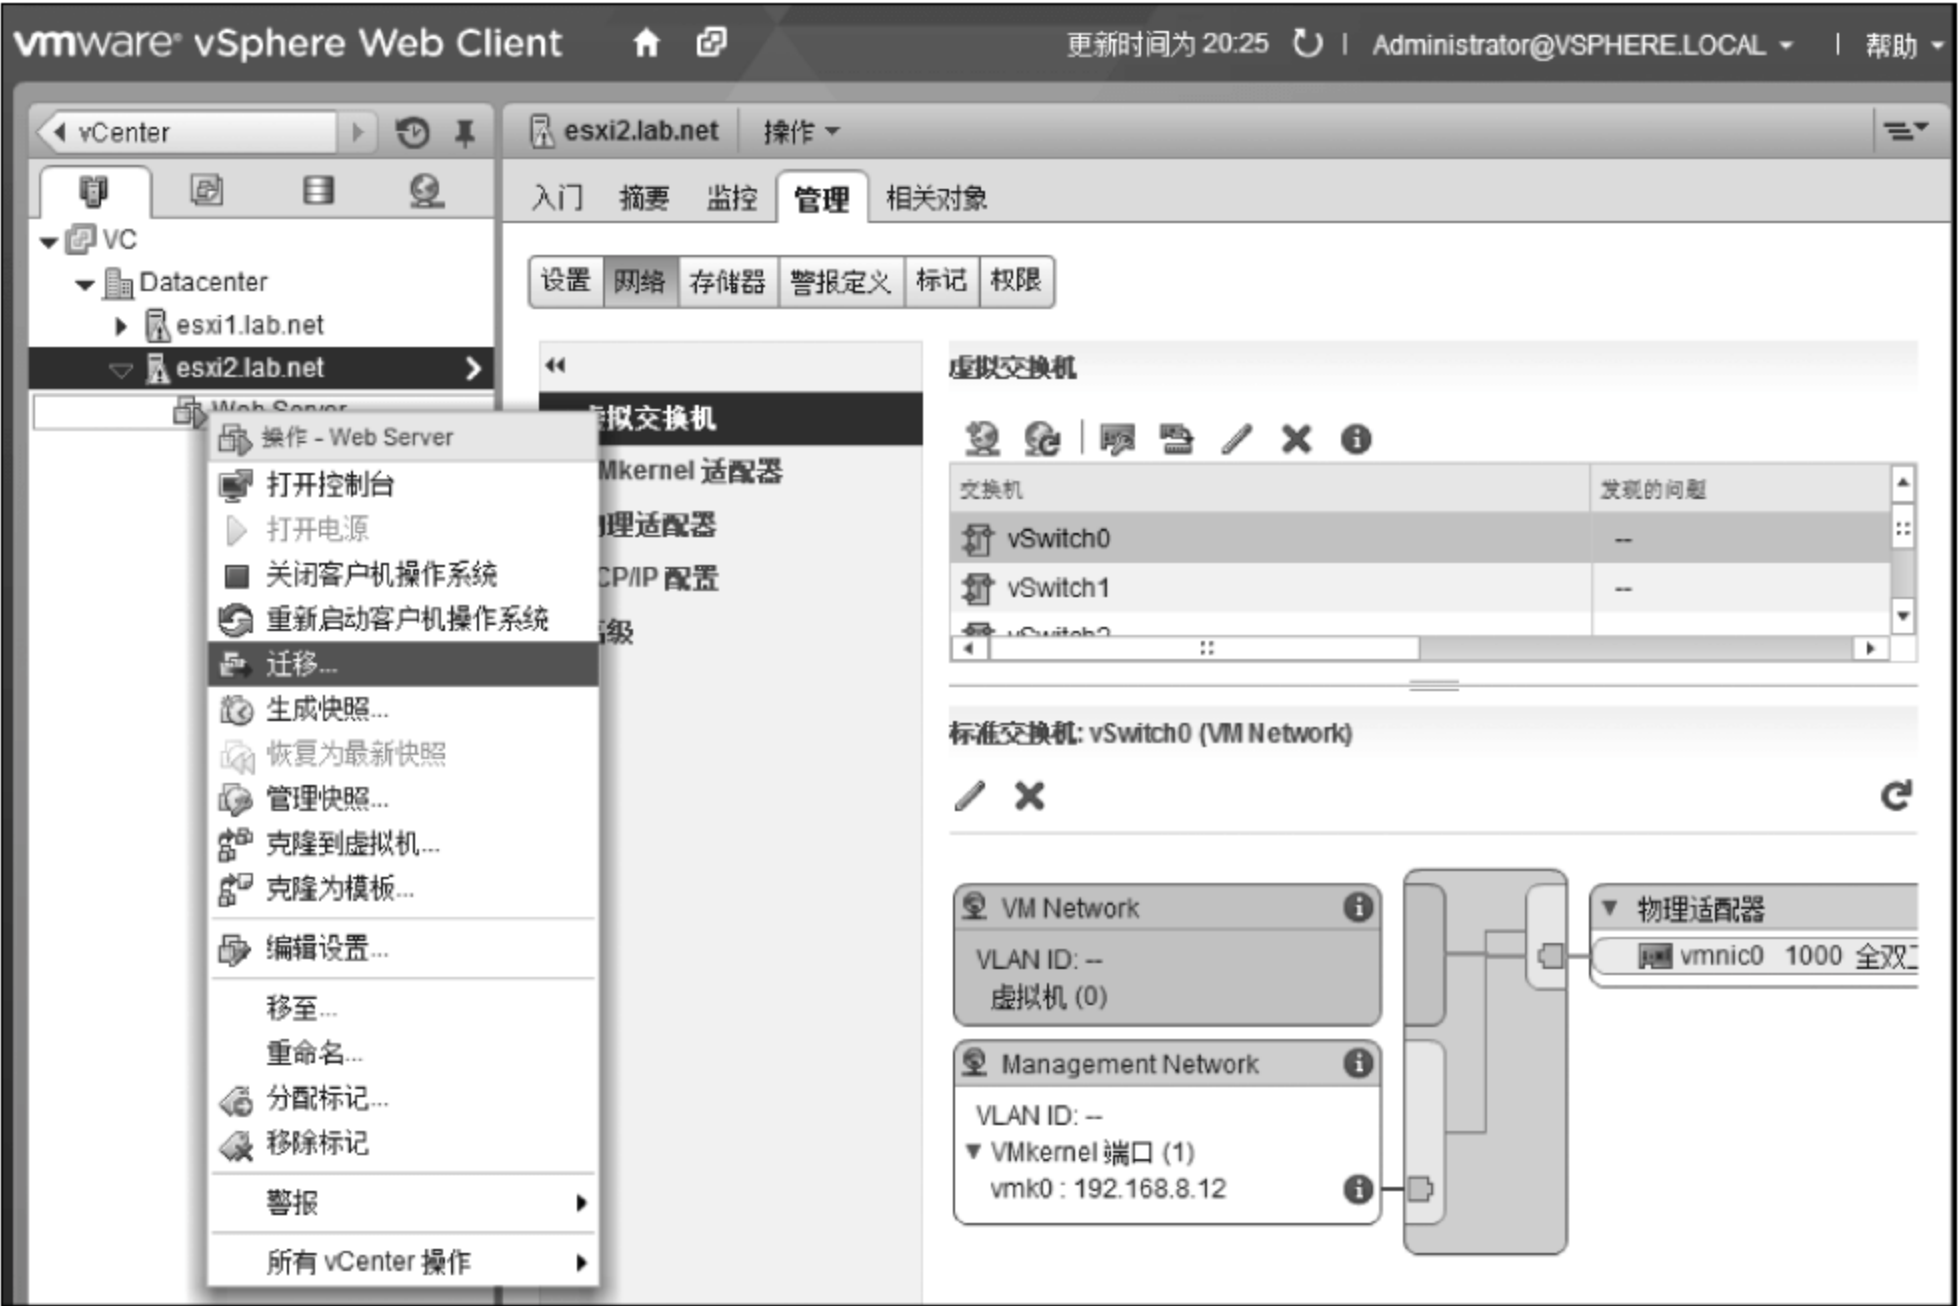 vmware® vSphere Web Client
更新时间为 20:25
Administrator@VSPHERE.LOCAL
帮助
vCenter
VC
Datacenter
esxi1.lab.net
esxi2.lab.net
Web Server
操作 - Web Server
打开控制台
打开电源
关闭客户机操作系统
重新启动客户机操作系统
迁移...
生成快照...
恢复为最新快照
管理快照...
克隆到虚拟机...
克隆为模板...
编辑设置...
移至...
重命名...
分配标记...
移除标记
警报
所有 vCenter 操作
esxi2.lab.net
操作
入门 摘要 监控 管理 相关对象
设置 网络 存储器 警报定义 标记 权限
拟交换机
Mkernel 适配器
理适配器
CP/IP 配置
级
虚拟交换机
交换机 发现的问题
vSwitch0 --
vSwitch1 --
vSwitch2
标准交换机: vSwitch0 (VM Network)
VM Network
VLAN ID: --
虚拟机 (0)
Management Network
VLAN ID: --
VMkernel 端口 (1)
vmk0 : 192.168.8.12
物理适配器
vmnic0 1000 全双